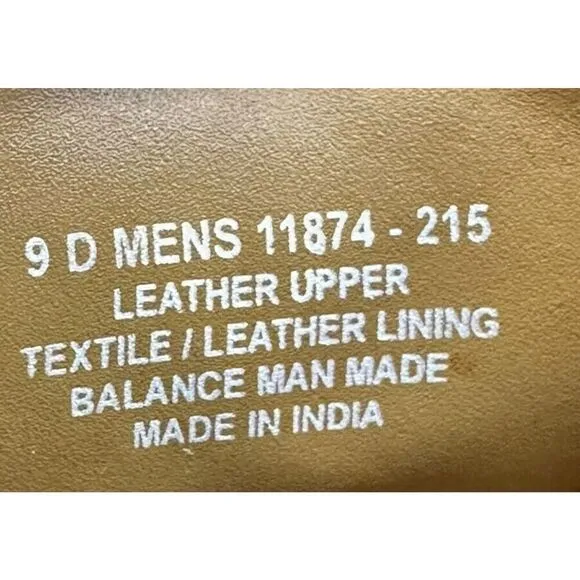 9 D MENS 11874 - 215
LEATHER UPPER
TEXTILE / LEATHER LINING
BALANCE MAN MADE
MADE IN INDIA